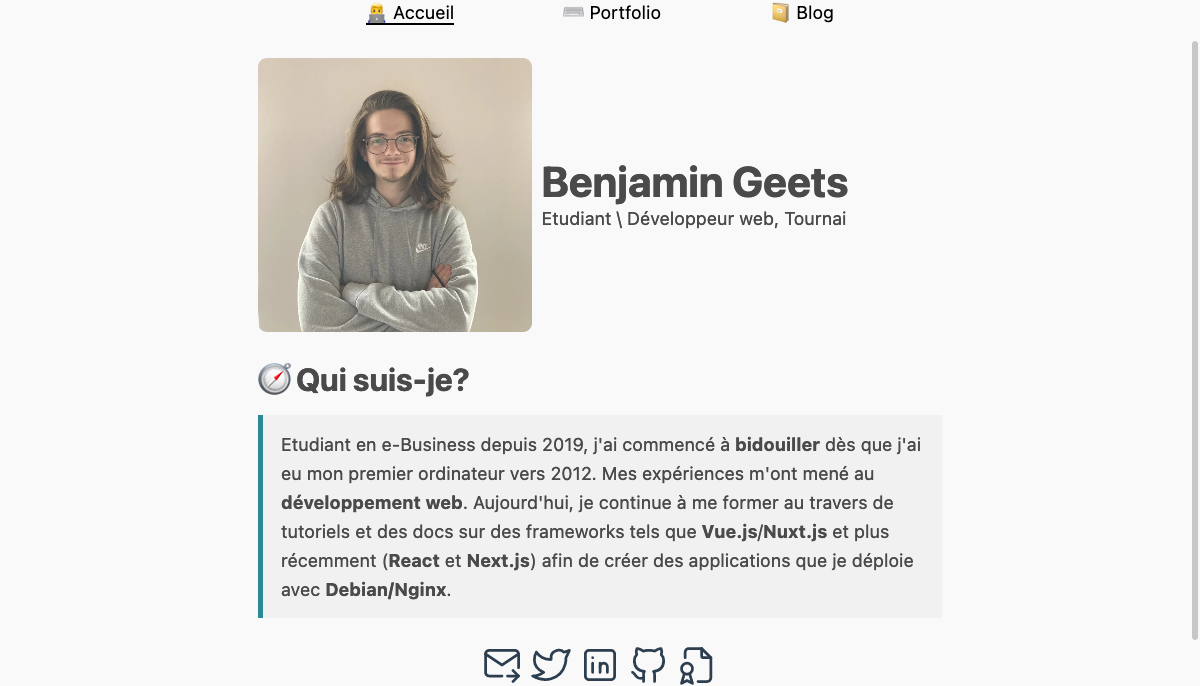 Accueil
Portfolio
Blog
Benjamin Geets
Etudiant \ Développeur web, Tournai
Qui suis-je?
Etudiant en e-Business depuis 2019, j'ai commencé à bidouiller dès que j'ai
eu mon premier ordinateur vers 2012. Mes expériences m'ont mené au
développement web. Aujourd'hui, je continue à me former au travers de
tutoriels et des docs sur des frameworks tels que Vue.js/Nuxt.js et plus
récemment (React et Next.js) afin de créer des applications que je déploie
avec Debian/Nginx.